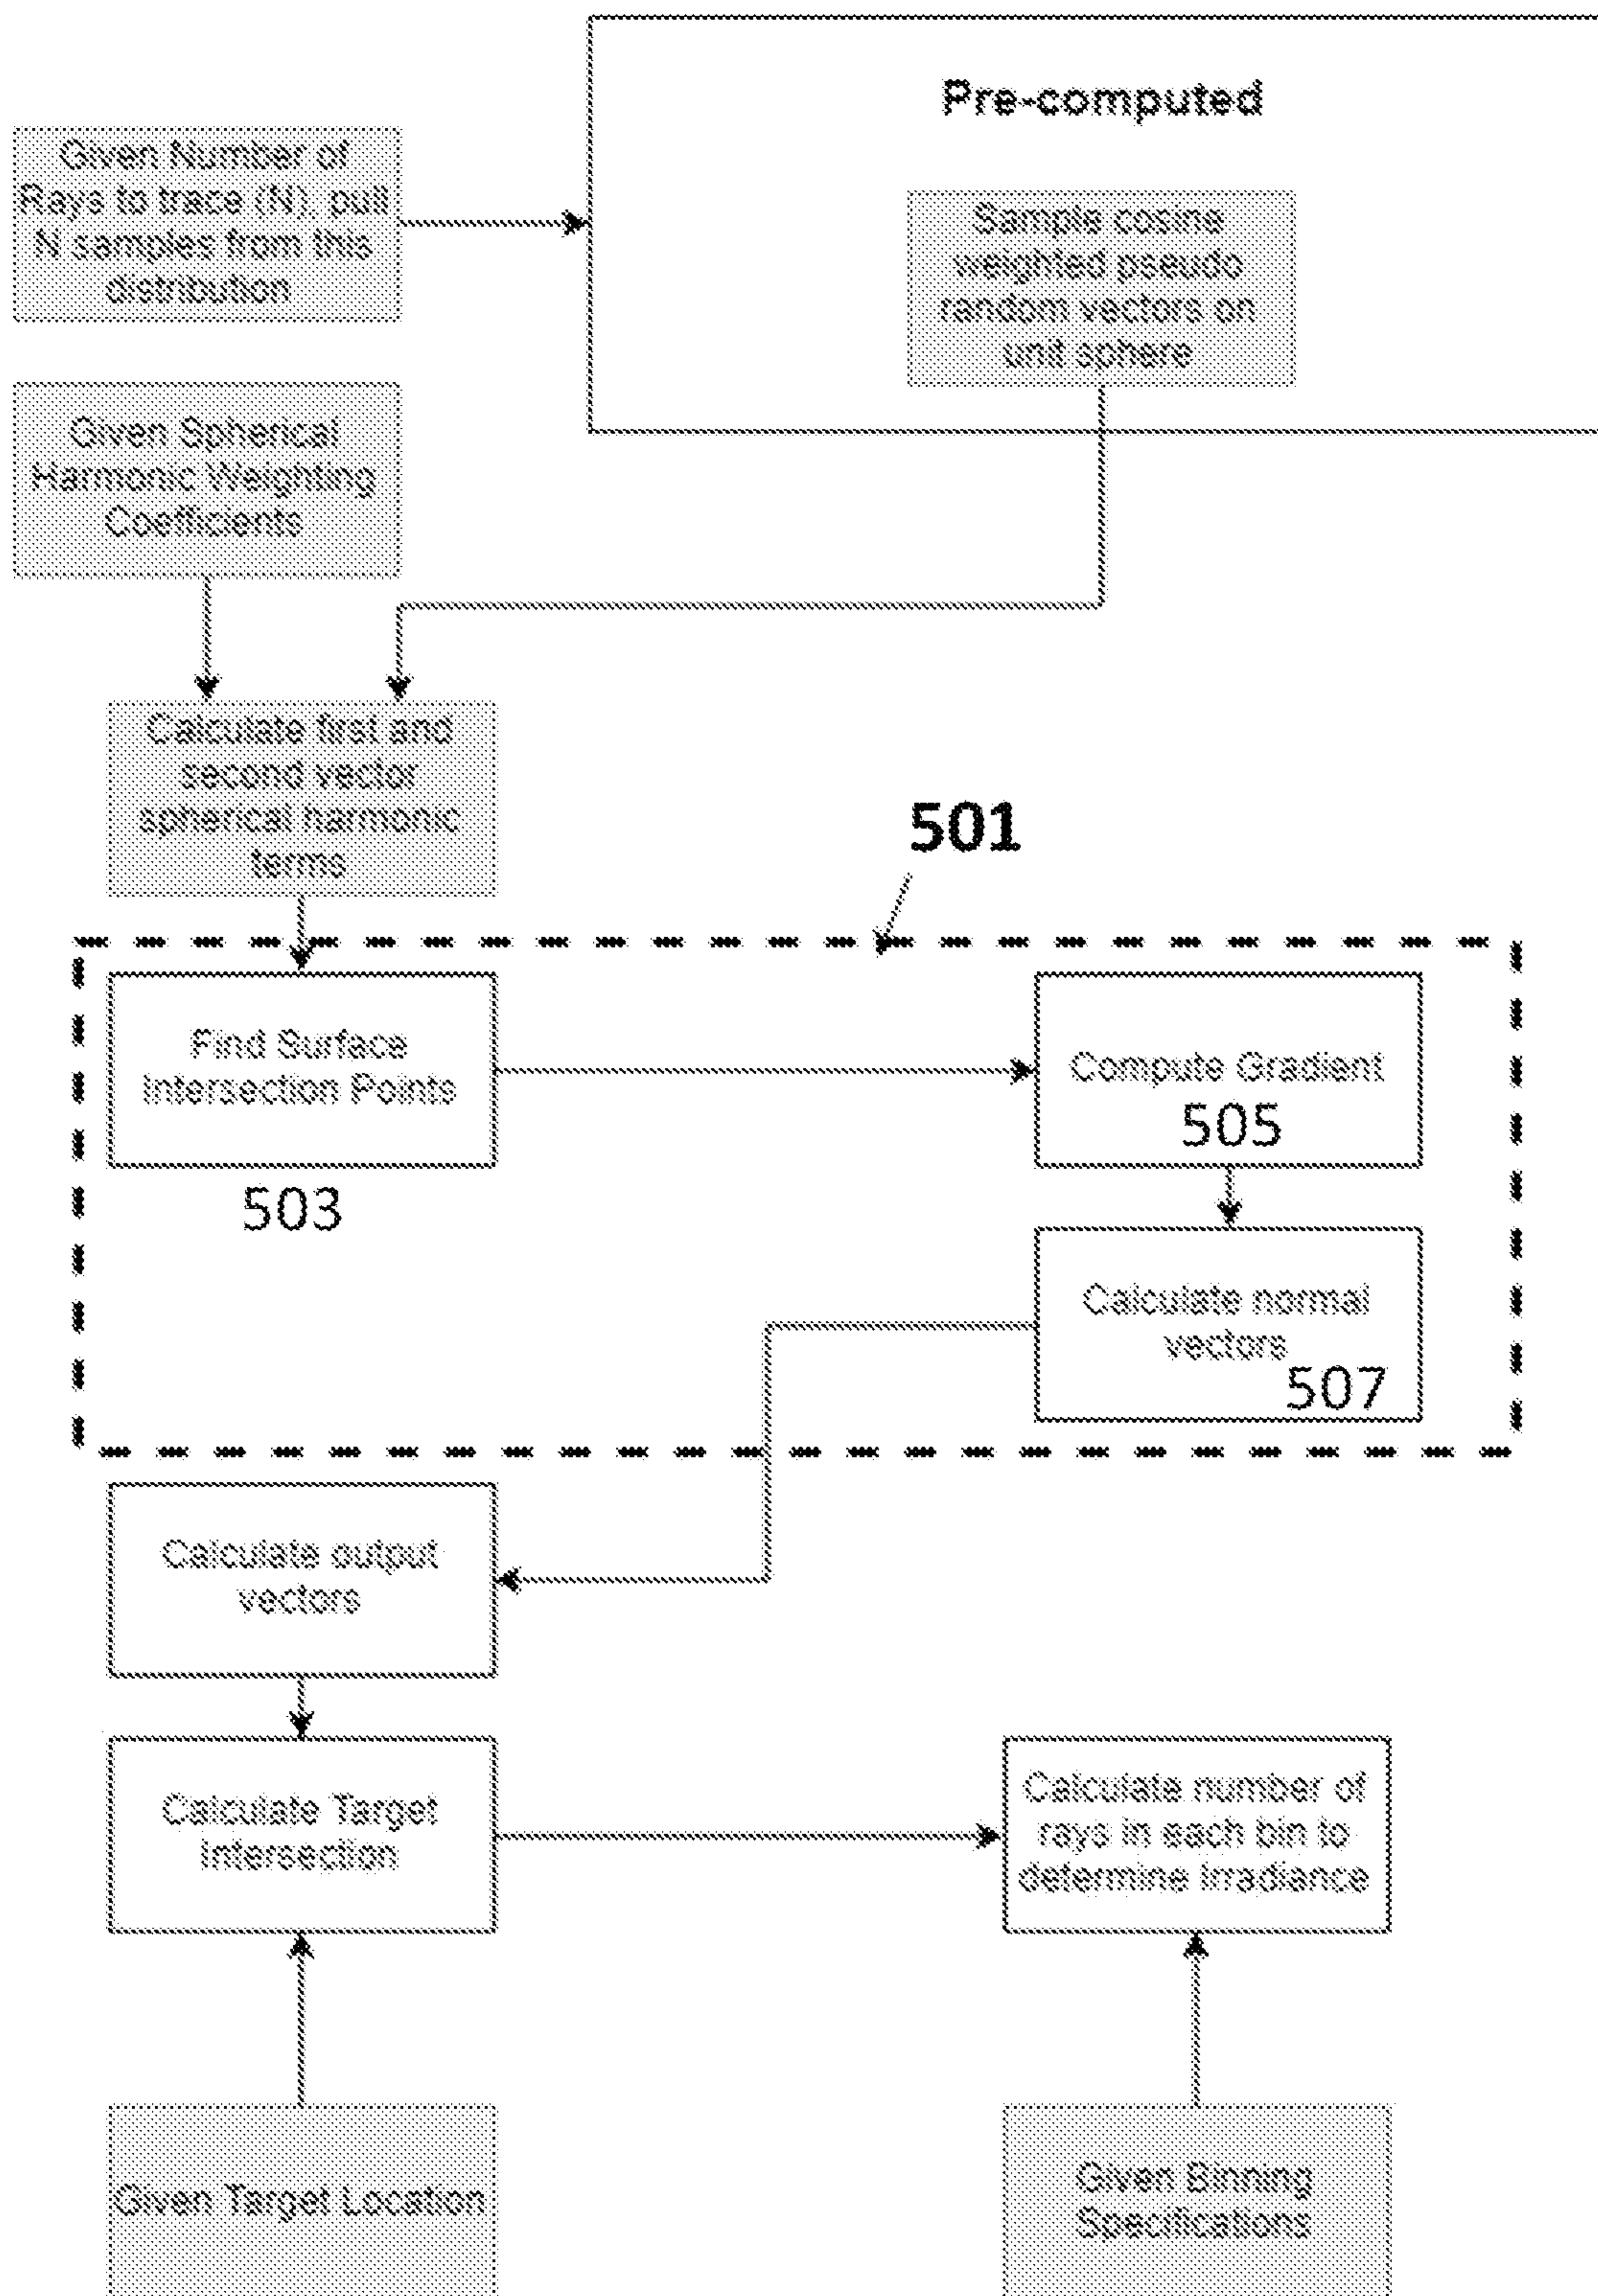 Pre-computed
Given Number of
Rays to trace (N), pull
N samples from this
distribution
Sample cosine
weighted pseudo
random vectors on
unit sphere
Given Spherical
Harmonic Weighting
Coefficients
Calculate first and
second vector
spherical harmonic
terms
501
Find Surface
Intersection Points
503
Compute Gradient
505
Calculate normal
vectors
507
Calculate output
vectors
Calculate Target
Intersection
Calculate number of
rays in each bin to
determine Irradiance
Given Target Location
Given Binning
Specifications